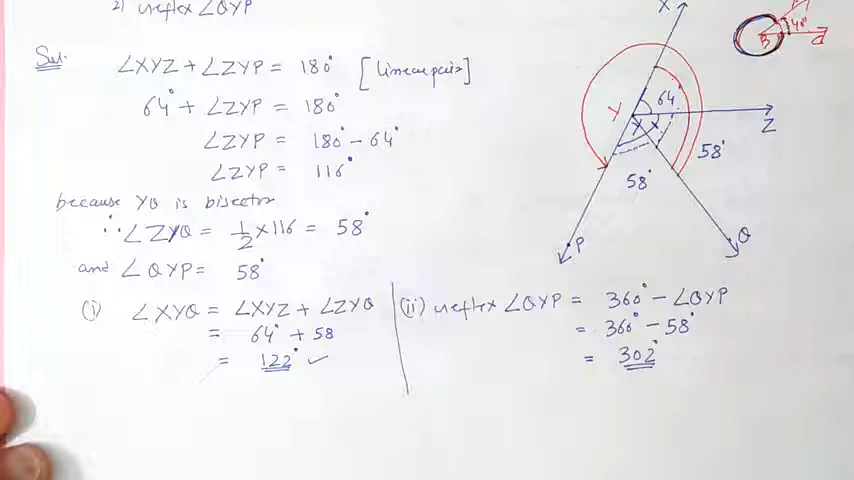 2) reflex ∠QYP
Sol:
∠XYZ + ∠ZYP = 180° [linear pair]
64° + ∠ZYP = 180°
∠ZYP = 180° - 64°
∠ZYP = 116°
because YQ is bisector
∴ ∠ZYQ = 1/2 × 116 = 58°
and ∠QYP = 58°
(i) ∠XYQ = ∠XYZ + ∠ZYQ
= 64° + 58
= 122° ✓
(ii) reflex ∠QYP = 360° - ∠QYP
= 360° - 58°
= 302°
X
64°
Y
Z
x
x
58°
58°
P
Q
40°
B